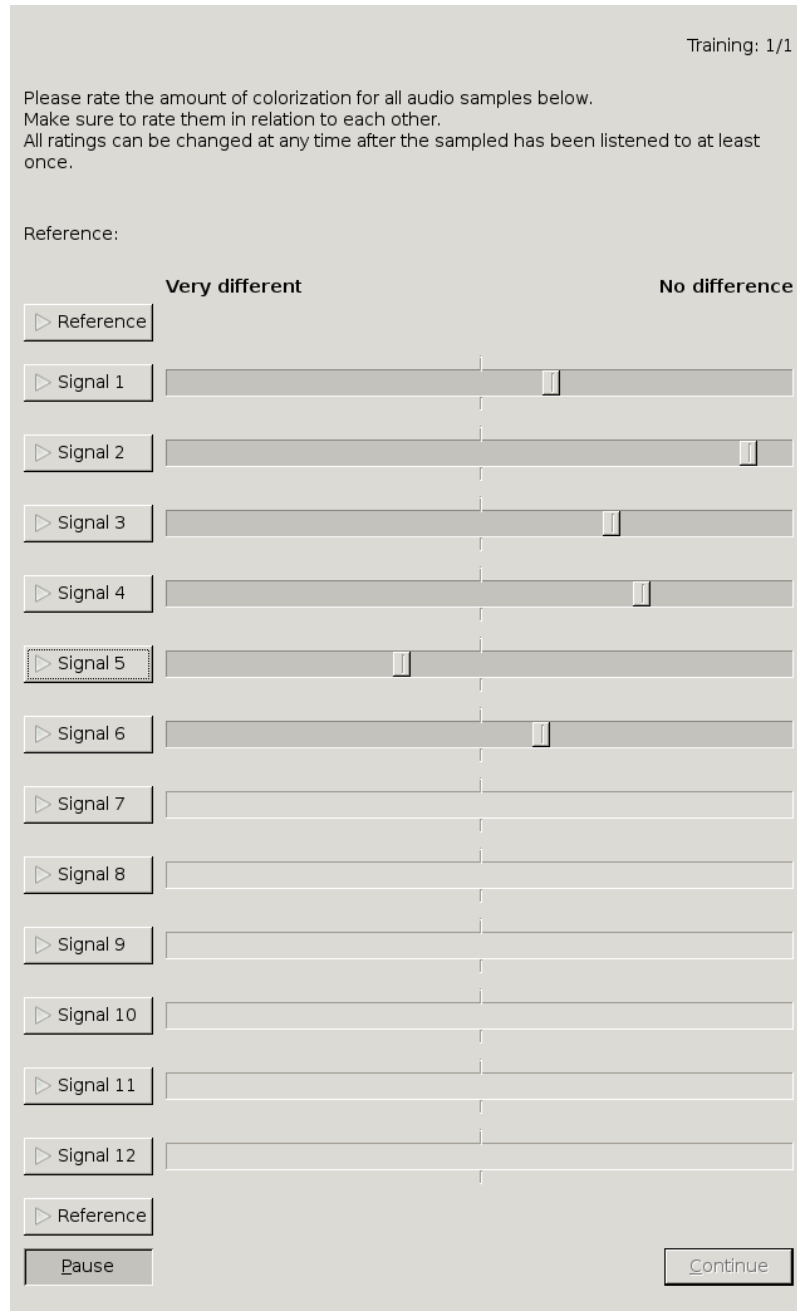 Training: 1/1
Please rate the amount of colorization for all audio samples below.
Make sure to rate them in relation to each other.
All ratings can be changed at any time after the sampled has been listened to at least
once.
Reference:
Very different No difference
Reference
Signal 1
Signal 2
Signal 3
Signal 4
Signal 5
Signal 6
Signal 7
Signal 8
Signal 9
Signal 10
Signal 11
Signal 12
Reference
Pause Continue